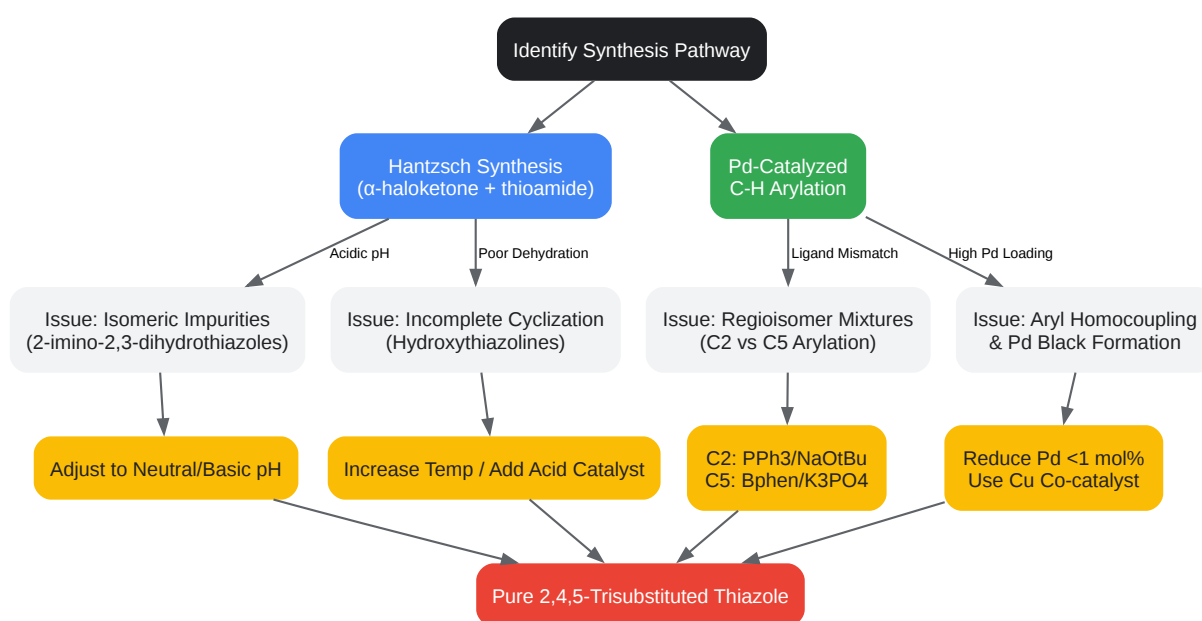 Identify Synthesis Pathway
Hantzsch Synthesis
(α-haloketone + thioamide)
Pd-Catalyzed
C-H Arylation
Acidic pH
Poor Dehydration
Ligand Mismatch
High Pd Loading
Issue: Isomeric Impurities
(2-imino-2,3-dihydrothiazoles)
Issue: Incomplete Cyclization
(Hydroxythiazolines)
Issue: Regioisomer Mixtures
(C2 vs C5 Arylation)
Issue: Aryl Homocoupling
& Pd Black Formation
Adjust to Neutral/Basic pH
Increase Temp / Add Acid Catalyst
C2: PPh3/NaOtBu
C5: Bphen/K3PO4
Reduce Pd <1 mol%
Use Cu Co-catalyst
Pure 2,4,5-Trisubstituted Thiazole